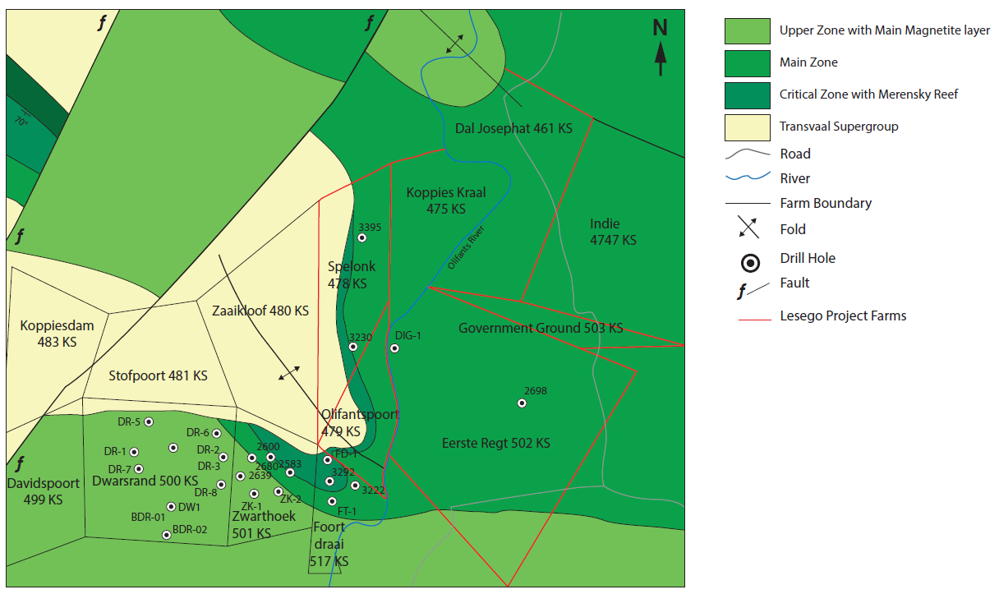 f
f
N
Upper Zone with Main Magnetite layer
Main Zone
Critical Zone with Merensky Reef
Transvaal Supergroup
Road
River
Farm Boundary
Fold
Drill Hole
f
Fault
Lesego Project Farms
70°
Dal Josephat 461 KS
Koppies Kraal
475 KS
Indie
4747 KS
3395
f
Olifants River
Spelonk
478 KS
Zaaikloof 480 KS
Koppiesdam
483 KS
Government Ground 503 KS
3230
DIG-1
Stofpoort 481 KS
2698
Olifantspoort
479 KS
DR-5
DR-6
Eerste Regt 502 KS
DR-1
DR-2
2600
FD-1
f
DR-7
DR-3
2680
2583
Davidspoort
499 KS
Dwarsrand 500 KS
2639
3292
DR-8
3222
ZK-1
ZK-2
DW1
FT-1
BDR-01
BDR-02
Zwarthoek
501 KS
Foort
draai
517 KS